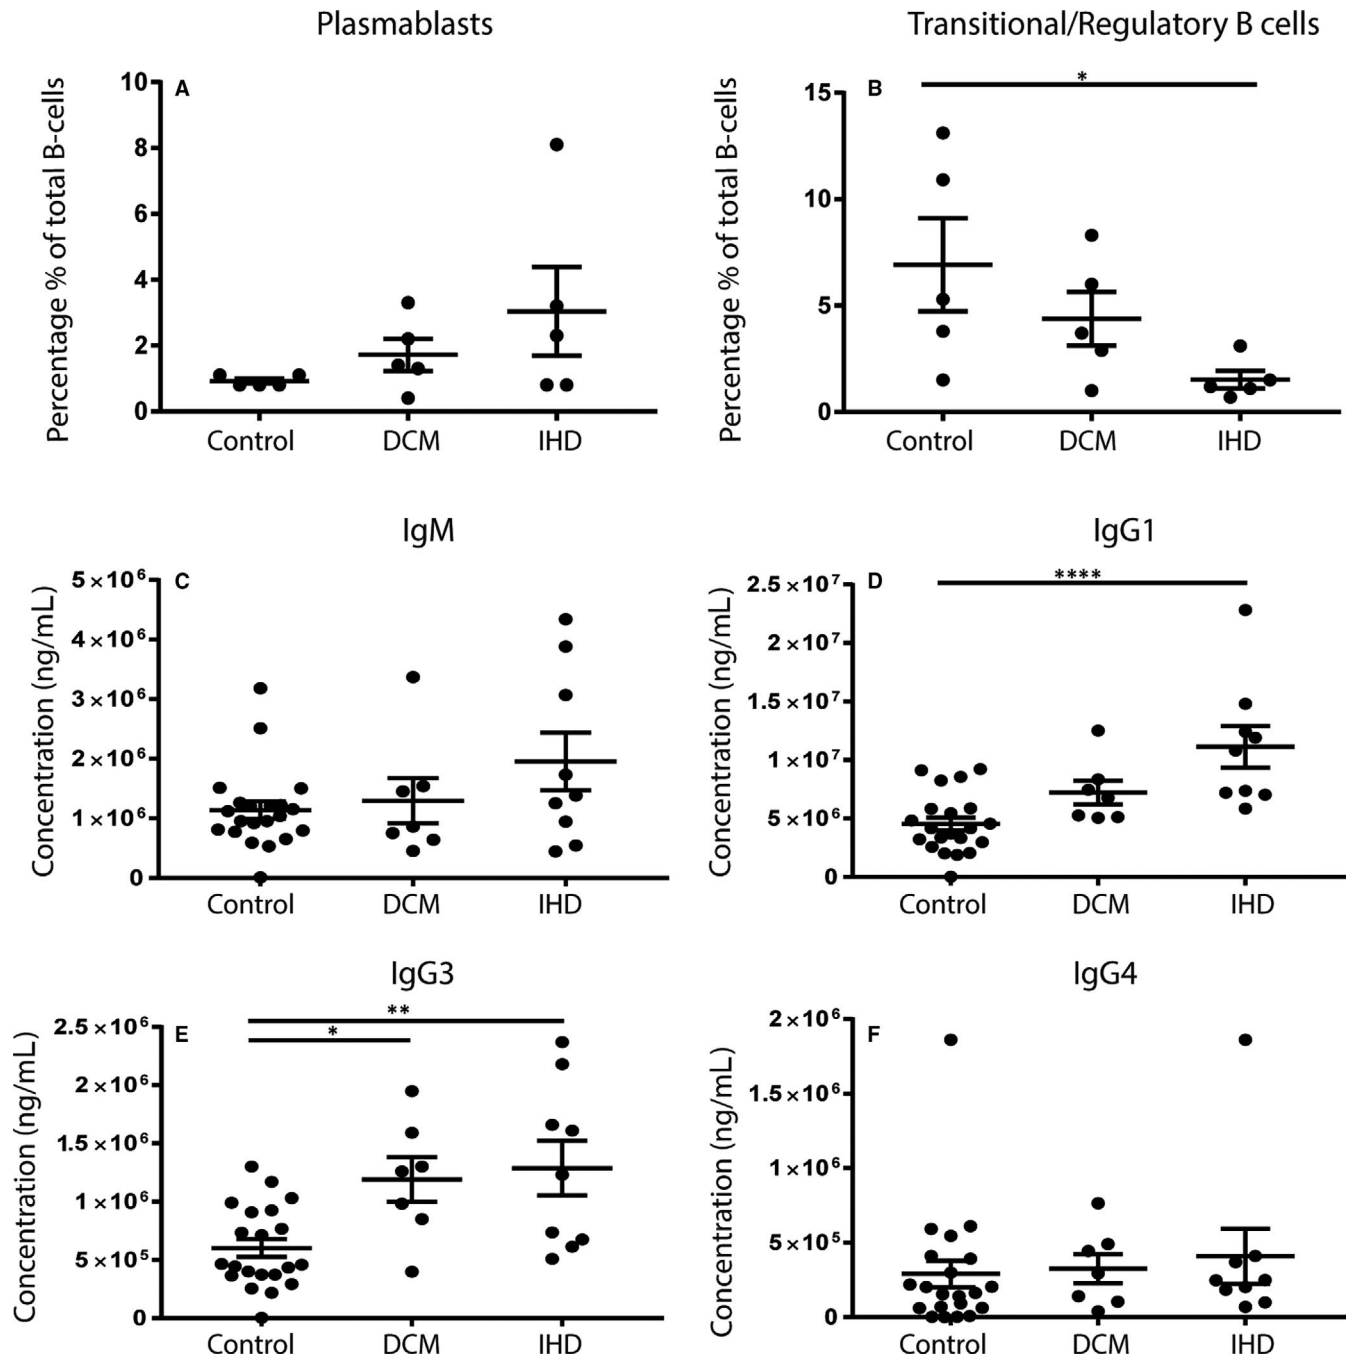 Plasmablasts
Percentage % of total B-cells
A
10
8
6
4
2
0
Control DCM IHD
Transitional/Regulatory B cells
Percentage % of total B-cells
B
*
15
10
5
0
Control DCM IHD
IgM
Concentration (ng/mL)
C
5×10⁶
4×10⁶
3×10⁶
2×10⁶
1×10⁶
0
Control DCM IHD
IgG1
Concentration (ng/mL)
D
****
2.5×10⁷
2×10⁷
1.5×10⁷
1×10⁷
5×10⁶
0
Control DCM IHD
IgG3
Concentration (ng/mL)
E
**
*
2.5×10⁶
2×10⁶
1.5×10⁶
1×10⁶
5×10⁵
0
Control DCM IHD
IgG4
Concentration (ng/mL)
F
2×10⁶
1.5×10⁶
1×10⁶
5×10⁵
0
Control DCM IHD